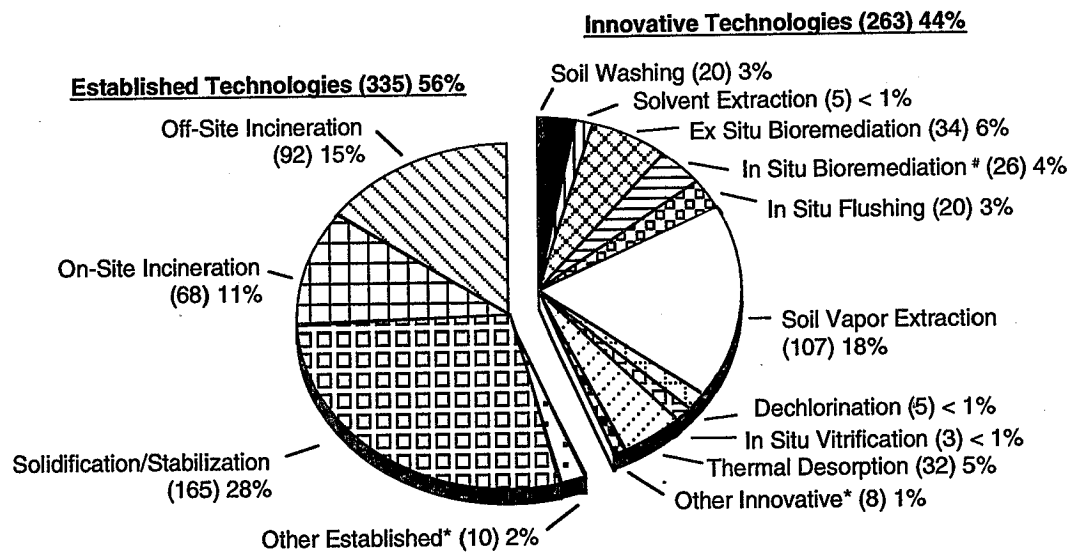 Innovative Technologies (263) 44%
Established Technologies (335) 56%
Soil Washing (20) 3%
Solvent Extraction (5) < 1%
Ex Situ Bioremediation (34) 6%
In Situ Bioremediation # (26) 4%
In Situ Flushing (20) 3%
Soil Vapor Extraction
(107) 18%
Dechlorination (5) < 1%
In Situ Vitrification (3) < 1%
Thermal Desorption (32) 5%
Other Innovative* (8) 1%
Other Established* (10) 2%
Solidification/Stabilization
(165) 28%
On-Site Incineration
(68) 11%
Off-Site Incineration
(92) 15%